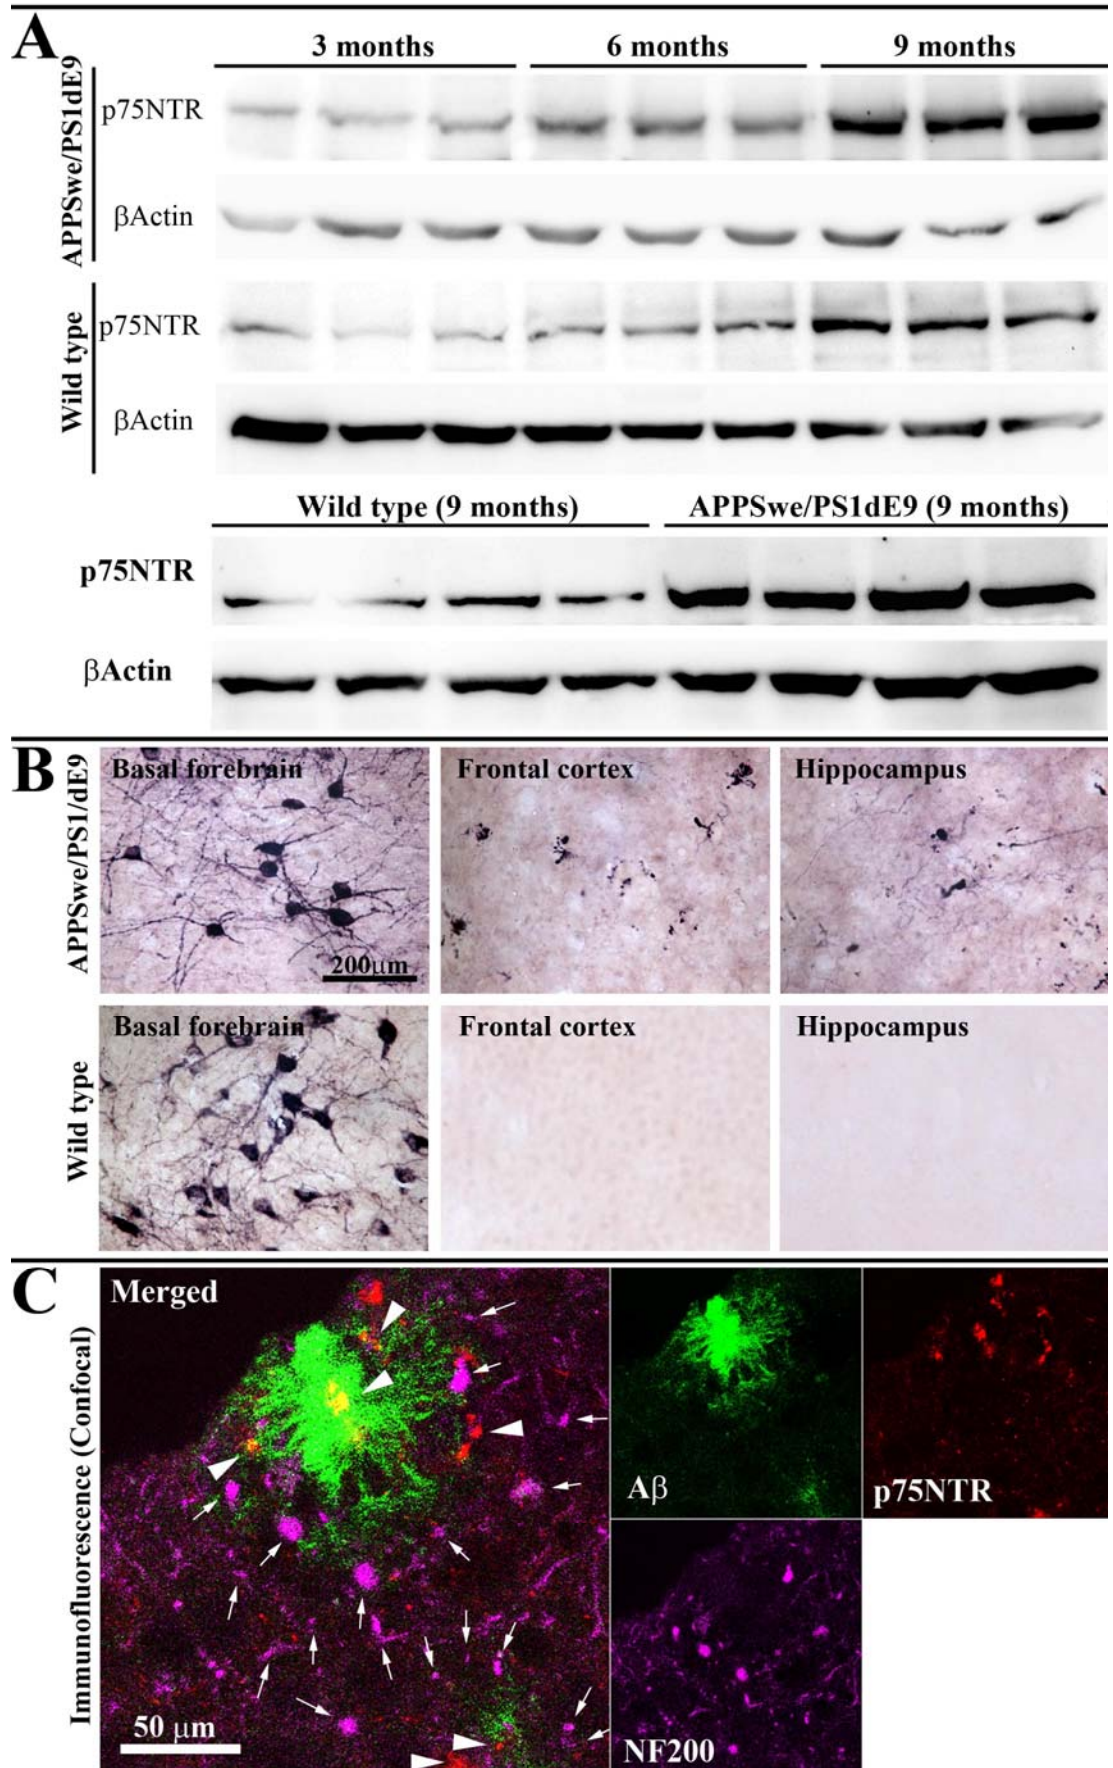 A
3 months 6 months 9 months
APPSwe/PS1dE9
p75NTR
βActin
Wild type
p75NTR
βActin
Wild type (9 months) APPSwe/PS1dE9 (9 months)
p75NTR
βActin
B
APPSwe/PS1/dE9
Basal forebrain Frontal cortex Hippocampus
200μm
Wild type
Basal forebrain Frontal cortex Hippocampus
C
Immunofluorescence (Confocal)
Merged
50 μm
Aβ
p75NTR
NF200